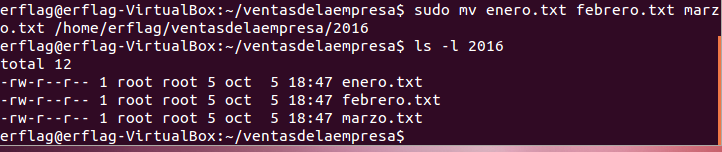 erflag@erflag-VirtualBox:~/ventasdelaempresa$ sudo mv enero.txt febrero.txt marz
o.txt /home/erflag/ventasdelaempresa/2016
erflag@erflag-VirtualBox:~/ventasdelaempresa$ ls -l 2016
total 12
-rw-r--r-- 1 root root 5 oct  5 18:47 enero.txt
-rw-r--r-- 1 root root 5 oct  5 18:47 febrero.txt
-rw-r--r-- 1 root root 5 oct  5 18:47 marzo.txt
erflag@erflag-VirtualBox:~/ventasdelaempresa$